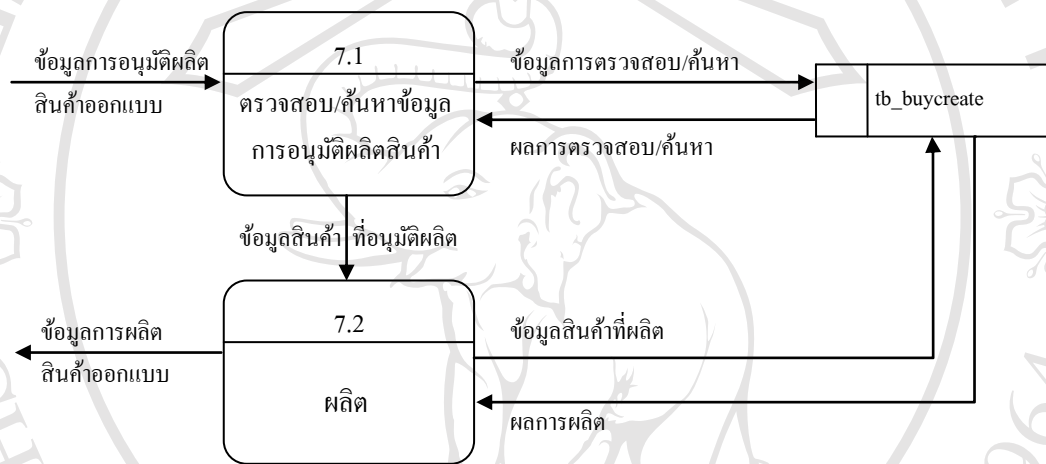 ข้อมูลการอนุมัติผลิต
สินค้าออกแบบ
7.1
ตรวจสอบ/ค้นหาข้อมูล
การอนุมัติผลิตสินค้า
ข้อมูลการตรวจสอบ/ค้นหา
tb_buycreate
ผลการตรวจสอบ/ค้นหา
ข้อมูลสินค้า ที่อนุมัติผลิต
7.2
ผลิต
ข้อมูลการผลิต
สินค้าออกแบบ
ข้อมูลสินค้าที่ผลิต
ผลการผลิต